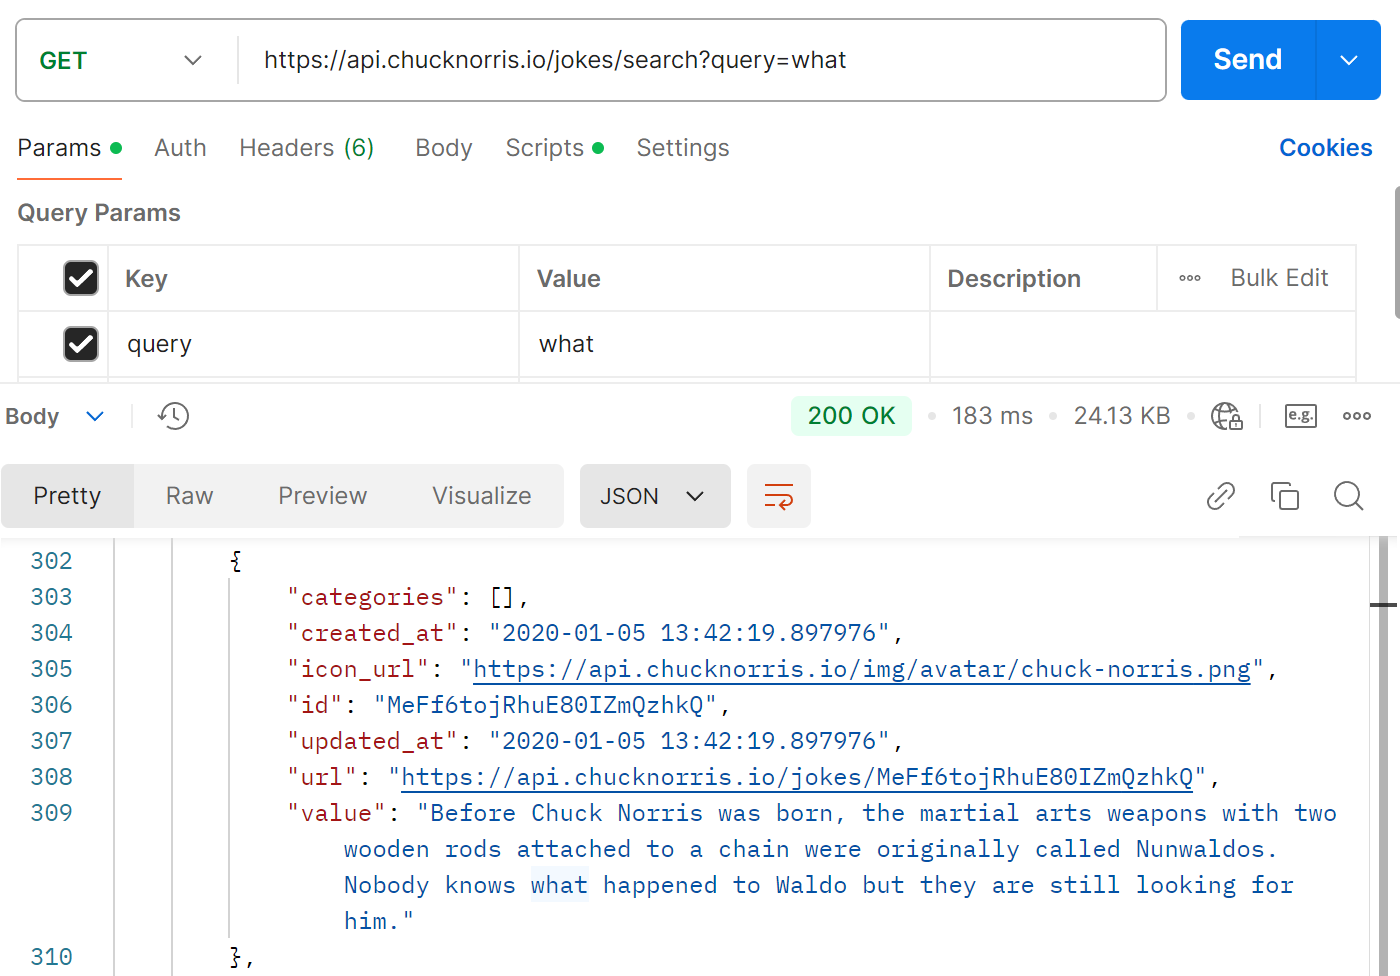 GET https://api.chucknorris.io/jokes/search?query=what Send
Params Auth Headers (6) Body Scripts Settings Cookies
Query Params
Key Value Description Bulk Edit
query what
Body 200 OK 183 ms 24.13 KB e.g.
Pretty Raw Preview Visualize JSON
302 {
303 "categories": [],
304 "created_at": "2020-01-05 13:42:19.897976",
305 "icon_url": "https://api.chucknorris.io/img/avatar/chuck-norris.png",
306 "id": "MeFf6tojRhuE80IZmQzhkQ",
307 "updated_at": "2020-01-05 13:42:19.897976",
308 "url": "https://api.chucknorris.io/jokes/MeFf6tojRhuE80IZmQzhkQ",
309 "value": "Before Chuck Norris was born, the martial arts weapons with two
wooden rods attached to a chain were originally called Nunwaldos.
Nobody knows what happened to Waldo but they are still looking for
him."
310 },